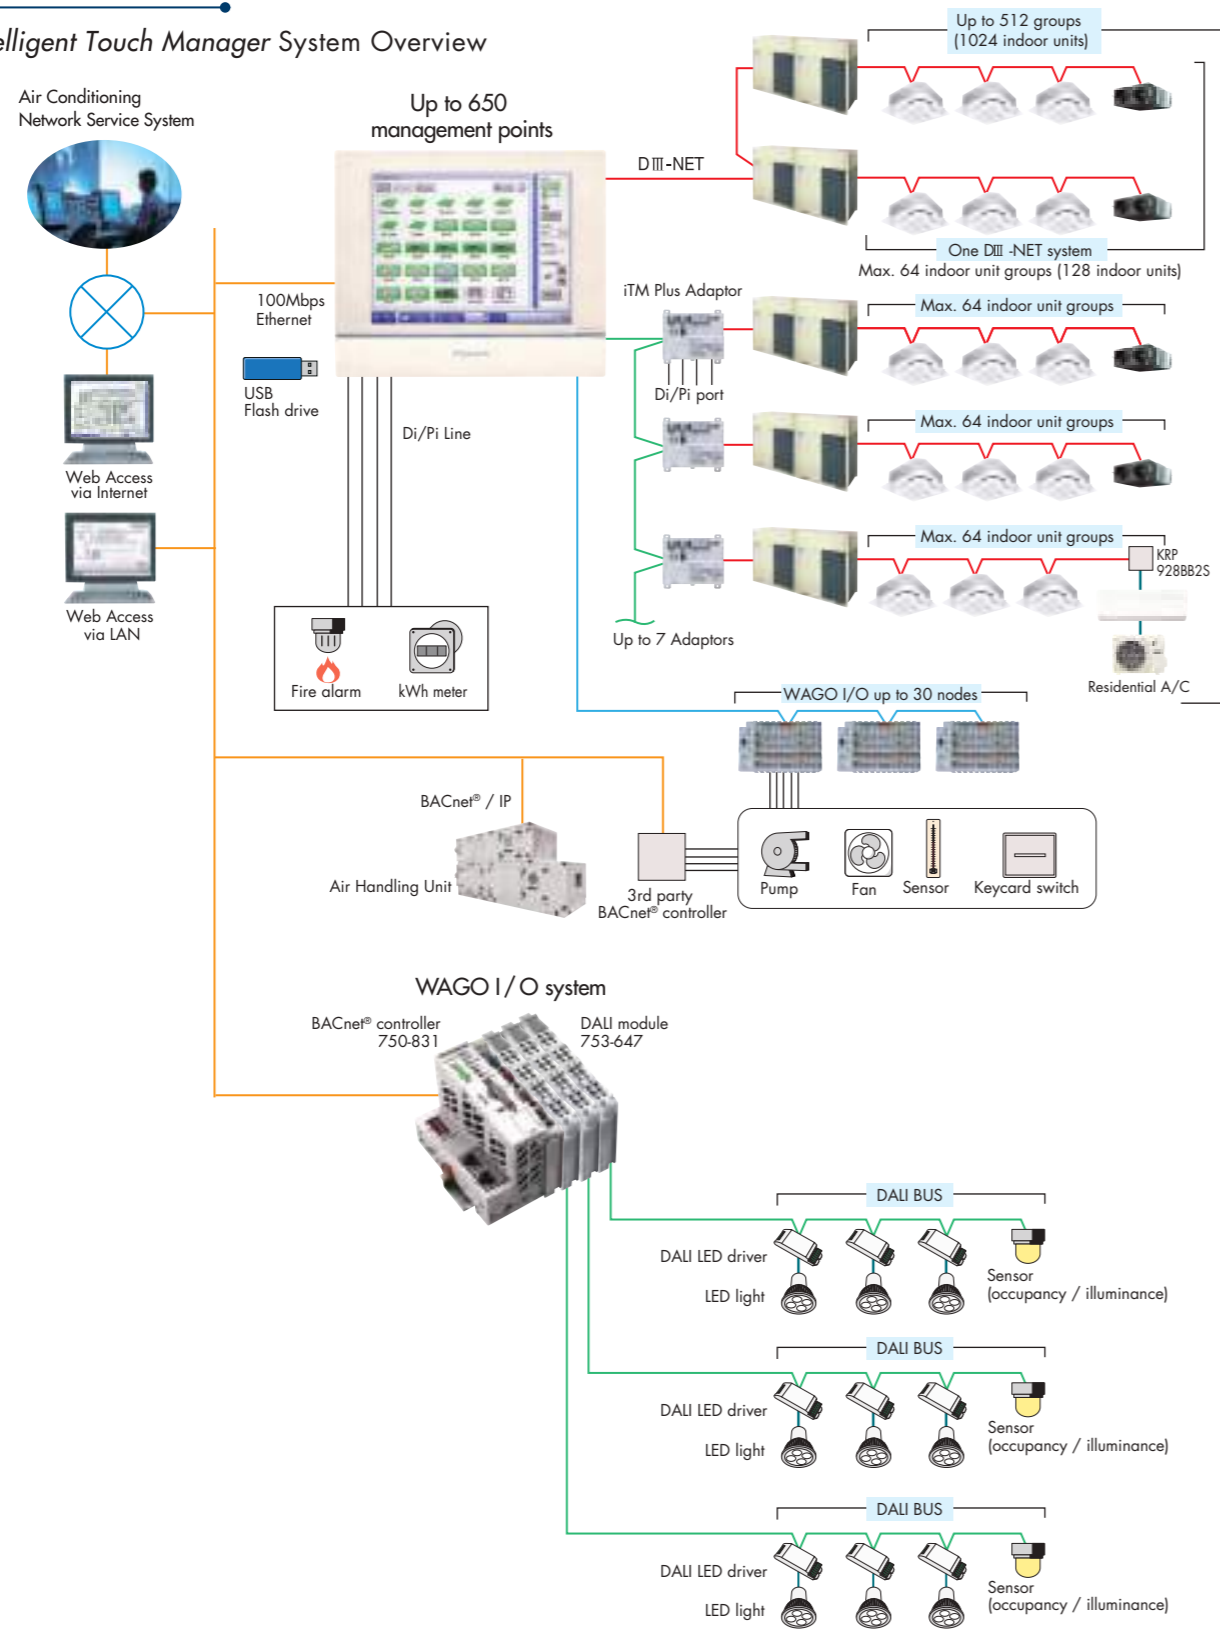 elligent Touch Manager System Overview
Air Conditioning
Network Service System
Up to 650
management points
Up to 512 groups
(1024 indoor units)
DIII-NET
One DIII -NET system
Max. 64 indoor unit groups (128 indoor units)
100Mbps
Ethernet
USB
Flash drive
Di/Pi Line
iTM Plus Adaptor
Di/Pi port
Max. 64 indoor unit groups
Max. 64 indoor unit groups
Max. 64 indoor unit groups
KRP
928BB2S
Up to 7 Adaptors
Residential A/C
Web Access
via Internet
Web Access
via LAN
Fire alarm
kWh meter
WAGO I/O up to 30 nodes
BACnet® / IP
Air Handling Unit
3rd party
BACnet® controller
Pump
Fan
Sensor
Keycard switch
WAGO I/O system
BACnet® controller
750-831
DALI module
753-647
DALI BUS
DALI LED driver
LED light
Sensor
(occupancy / illuminance)
DALI BUS
DALI LED driver
LED light
Sensor
(occupancy / illuminance)
DALI BUS
DALI LED driver
LED light
Sensor
(occupancy / illuminance)